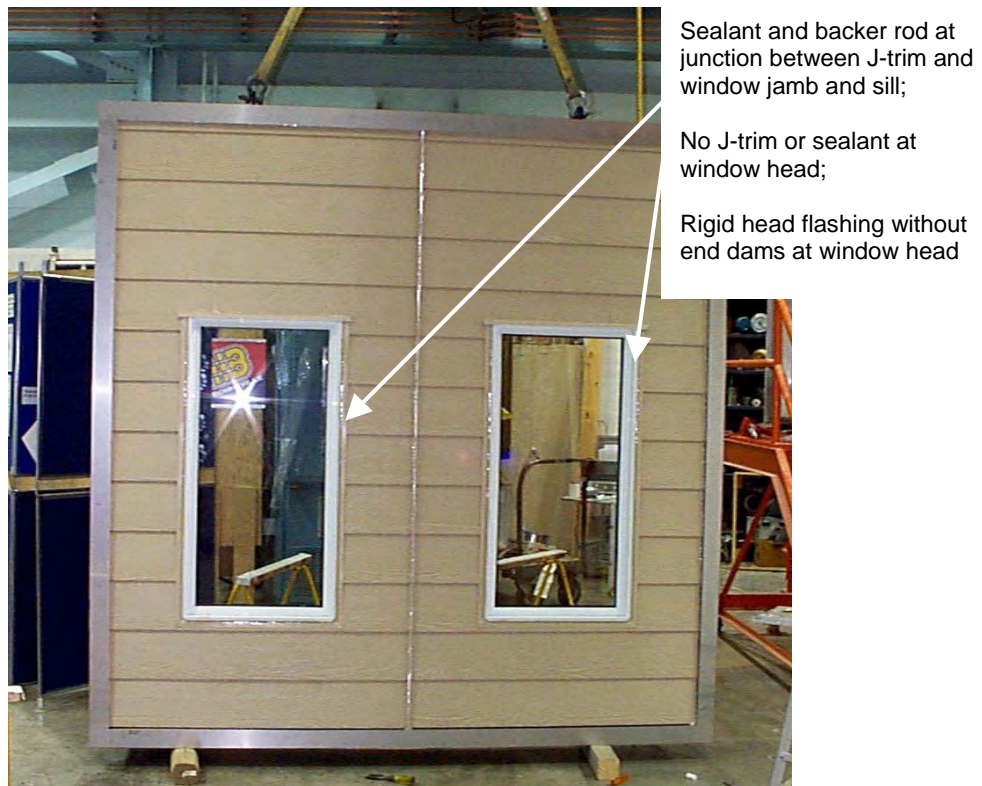 Sealant and backer rod at
junction between J-trim and
window jamb and sill;
No J-trim or sealant at
window head;
Rigid head flashing without
end dams at window head